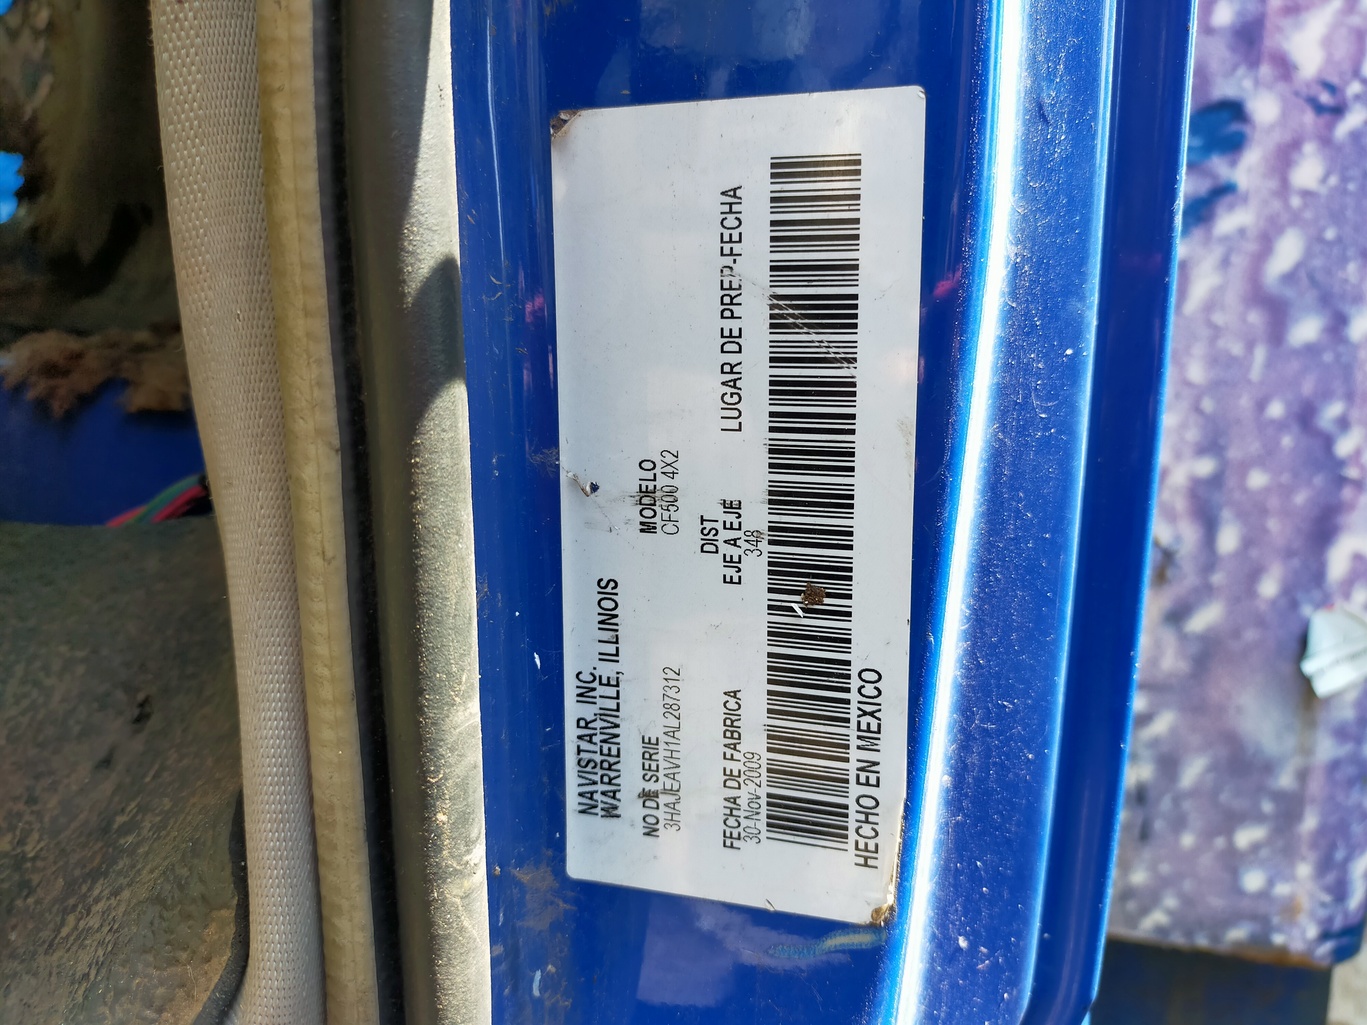 NAVISTAR, INC.
WARRENVILLE, ILLINOIS
NO DE SERIE MODELO
3HAJEAVH1AL287312 CF500 4X2
DIST
FECHA DE FABRICA EJE A EJE LUGAR DE PREP-FECHA
30-Nov-2009 348
HECHO EN MEXICO